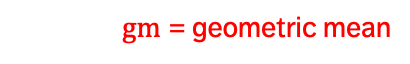 gm = geometric mean